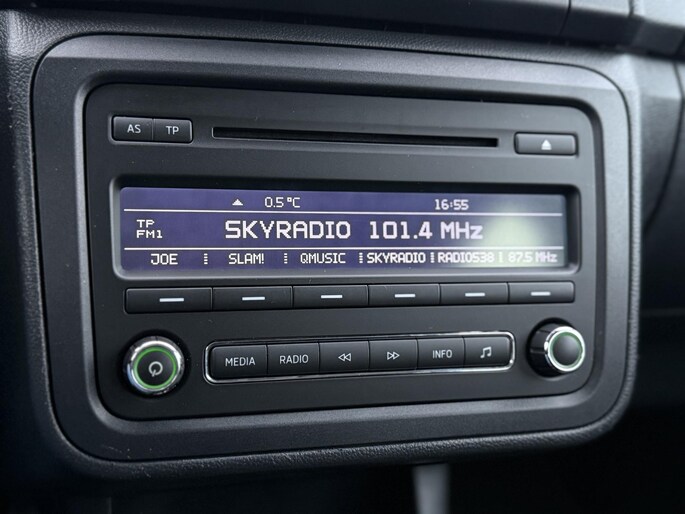 AS TP
0.5°C 16:55
TP
FM1
SKYRADIO 101.4 MHz
JOE SLAM! QMUSIC SKYRADIO RADIO538 87.5 MHz
MEDIA RADIO INFO